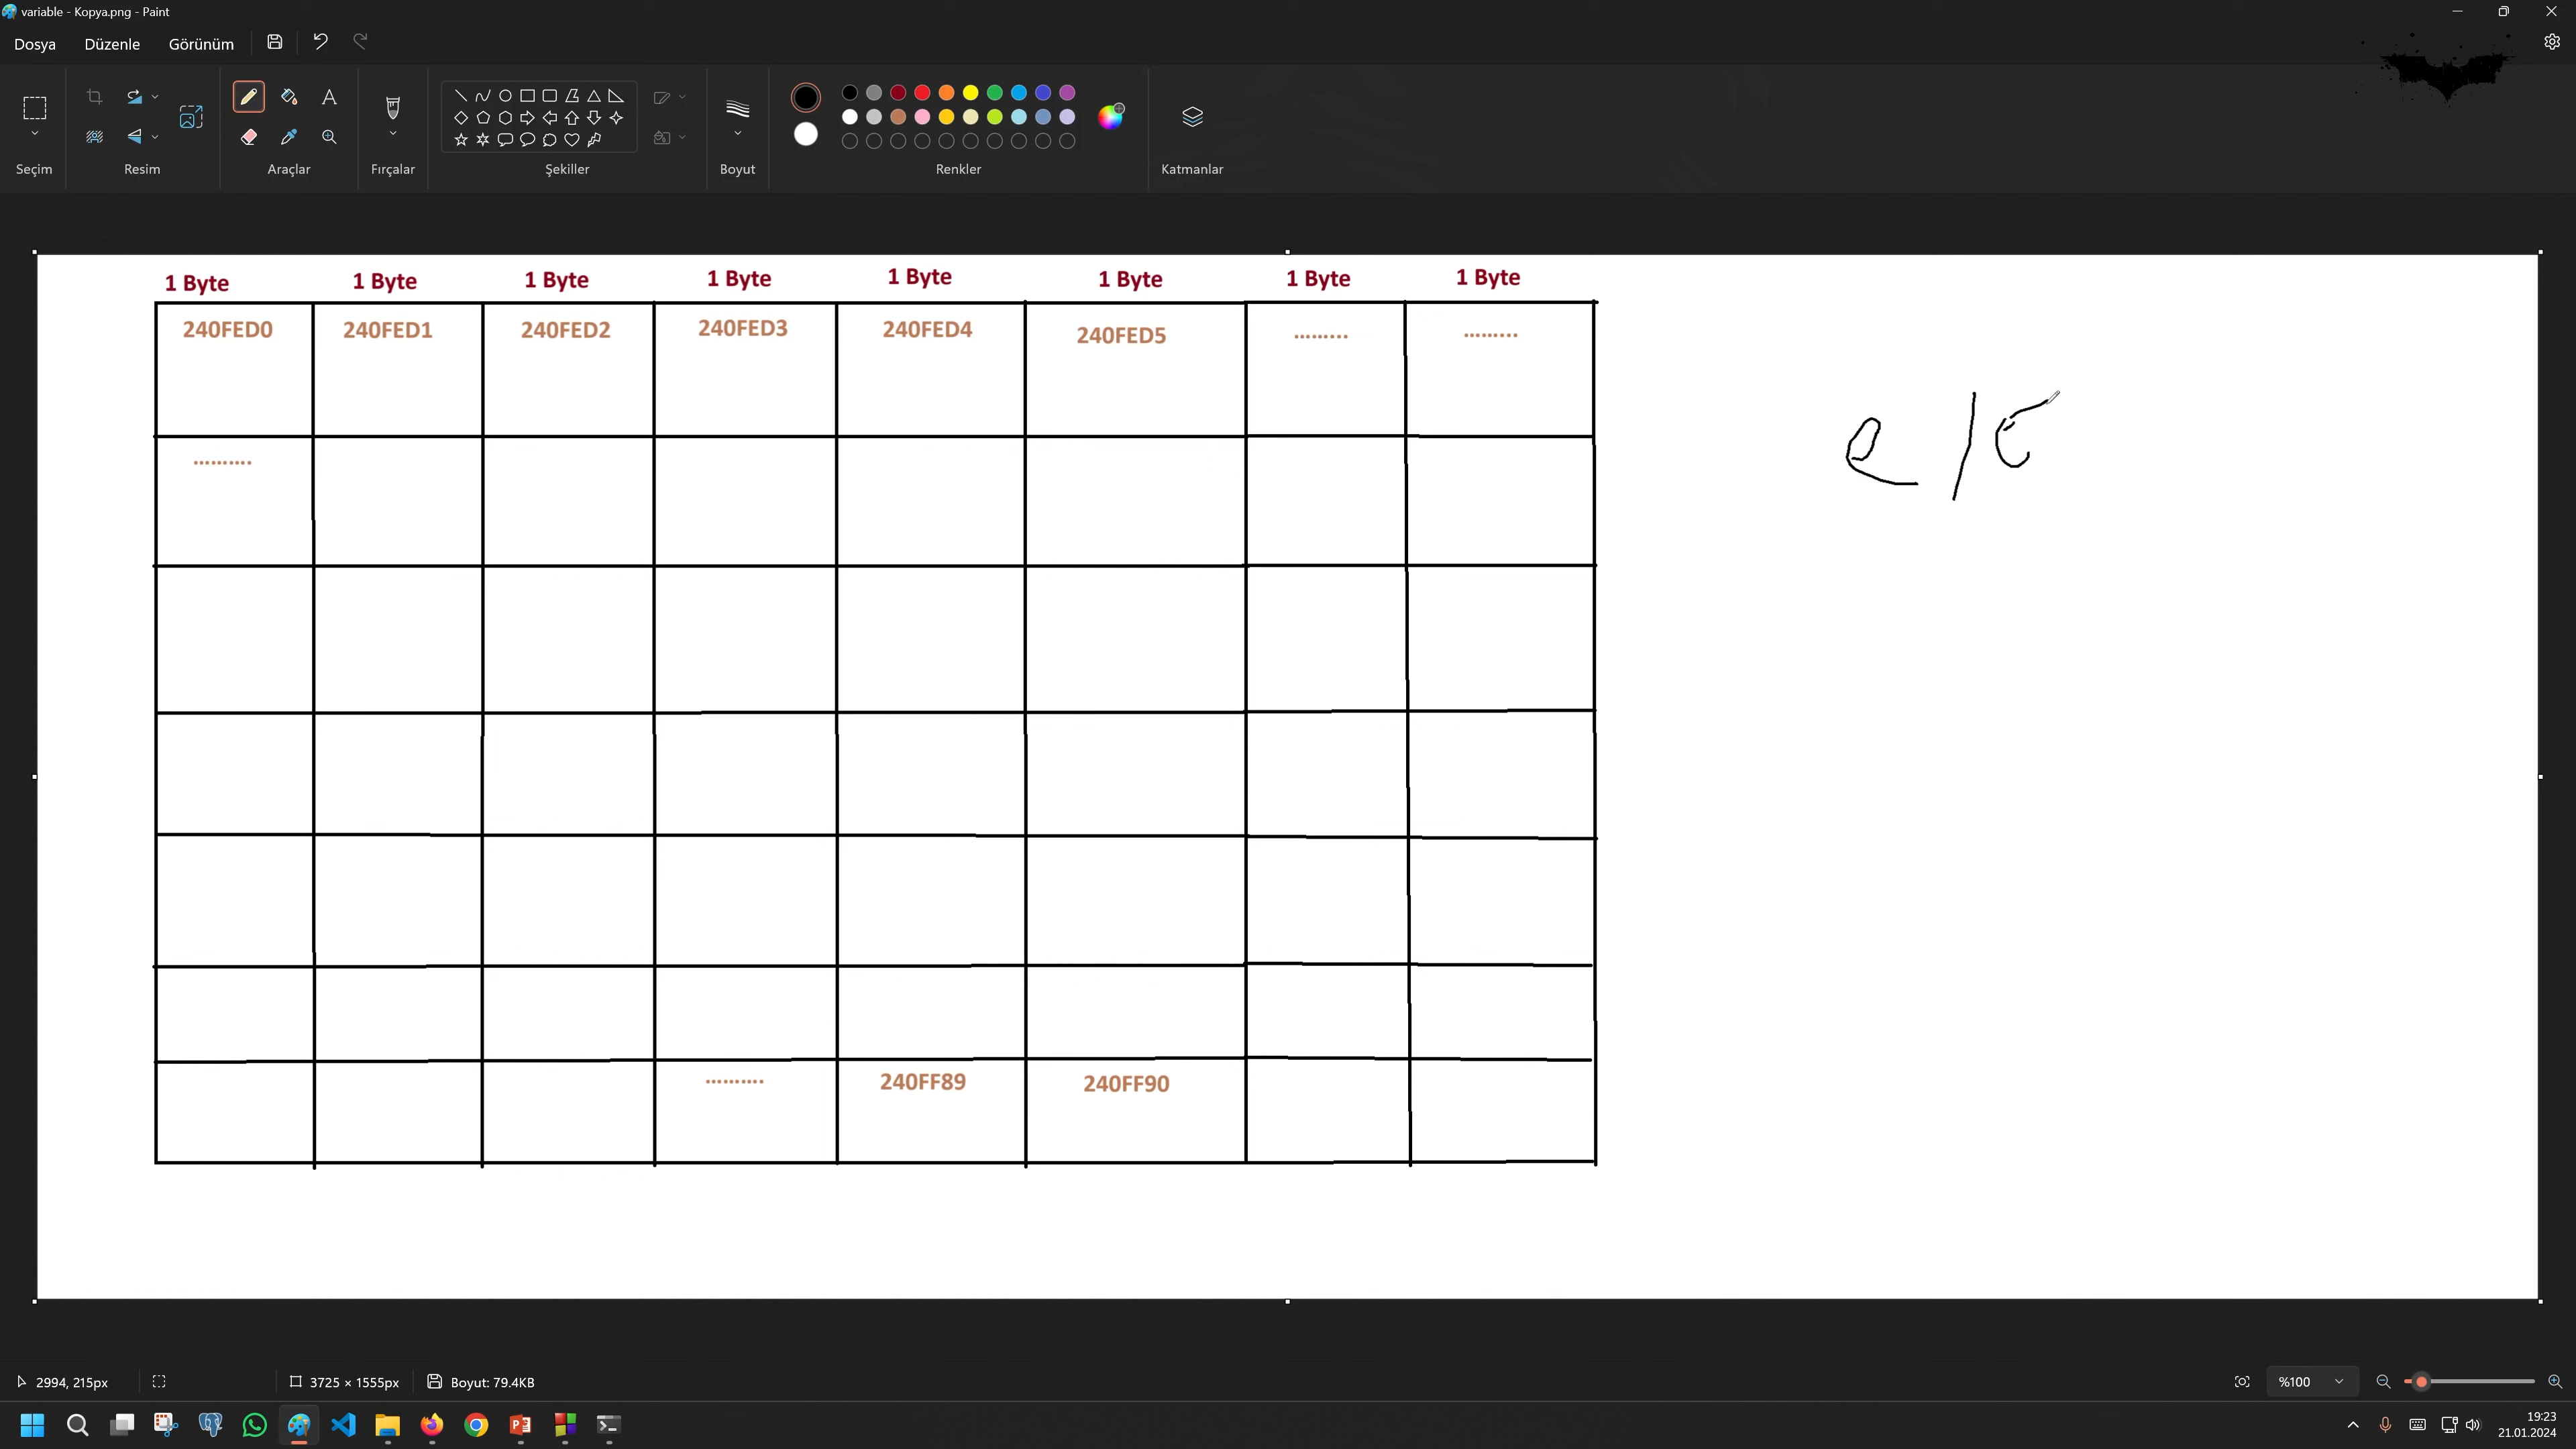 variable - Kopya.png - Paint
Dosya Düzenle Görünüm
Seçim Resim Araçlar Fırçalar Şekiller Boyut Renkler Katmanlar
1 Byte 1 Byte 1 Byte 1 Byte 1 Byte 1 Byte 1 Byte 1 Byte
240FED0 240FED1 240FED2 240FED3 240FED4 240FED5 ......... .........
..........
.......... 240FF89 240FF90
2994, 215px 3725 × 1555px Boyut: 79.4KB %100
19:23
21.01.2024